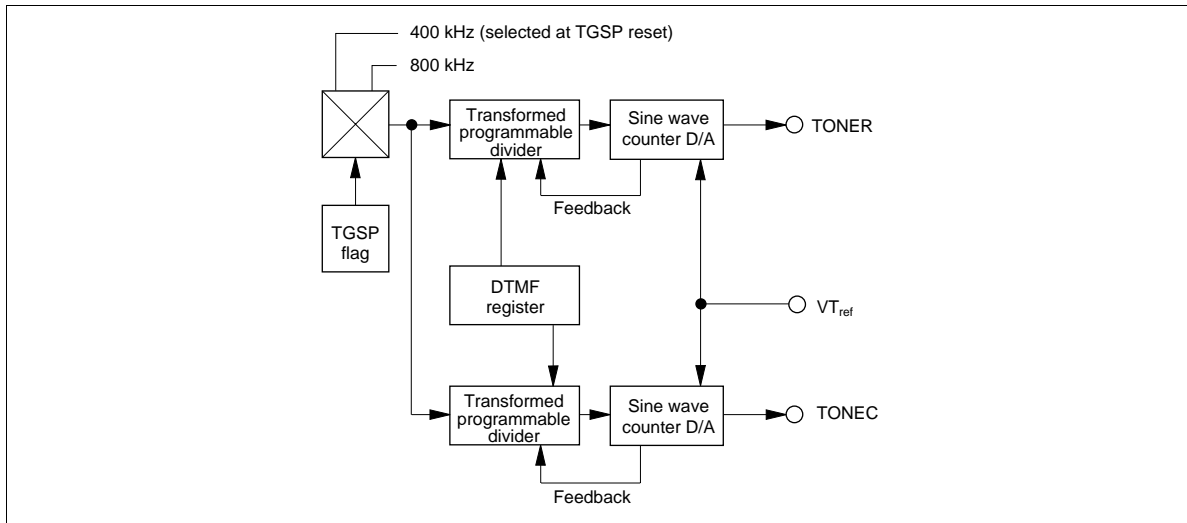 400 kHz (selected at TGSP reset)
800 kHz
Transformed
programmable
divider
Sine wave
counter D/A
TONER
Feedback
TGSP
flag
DTMF
register
VTref
Transformed
programmable
divider
Sine wave
counter D/A
TONEC
Feedback